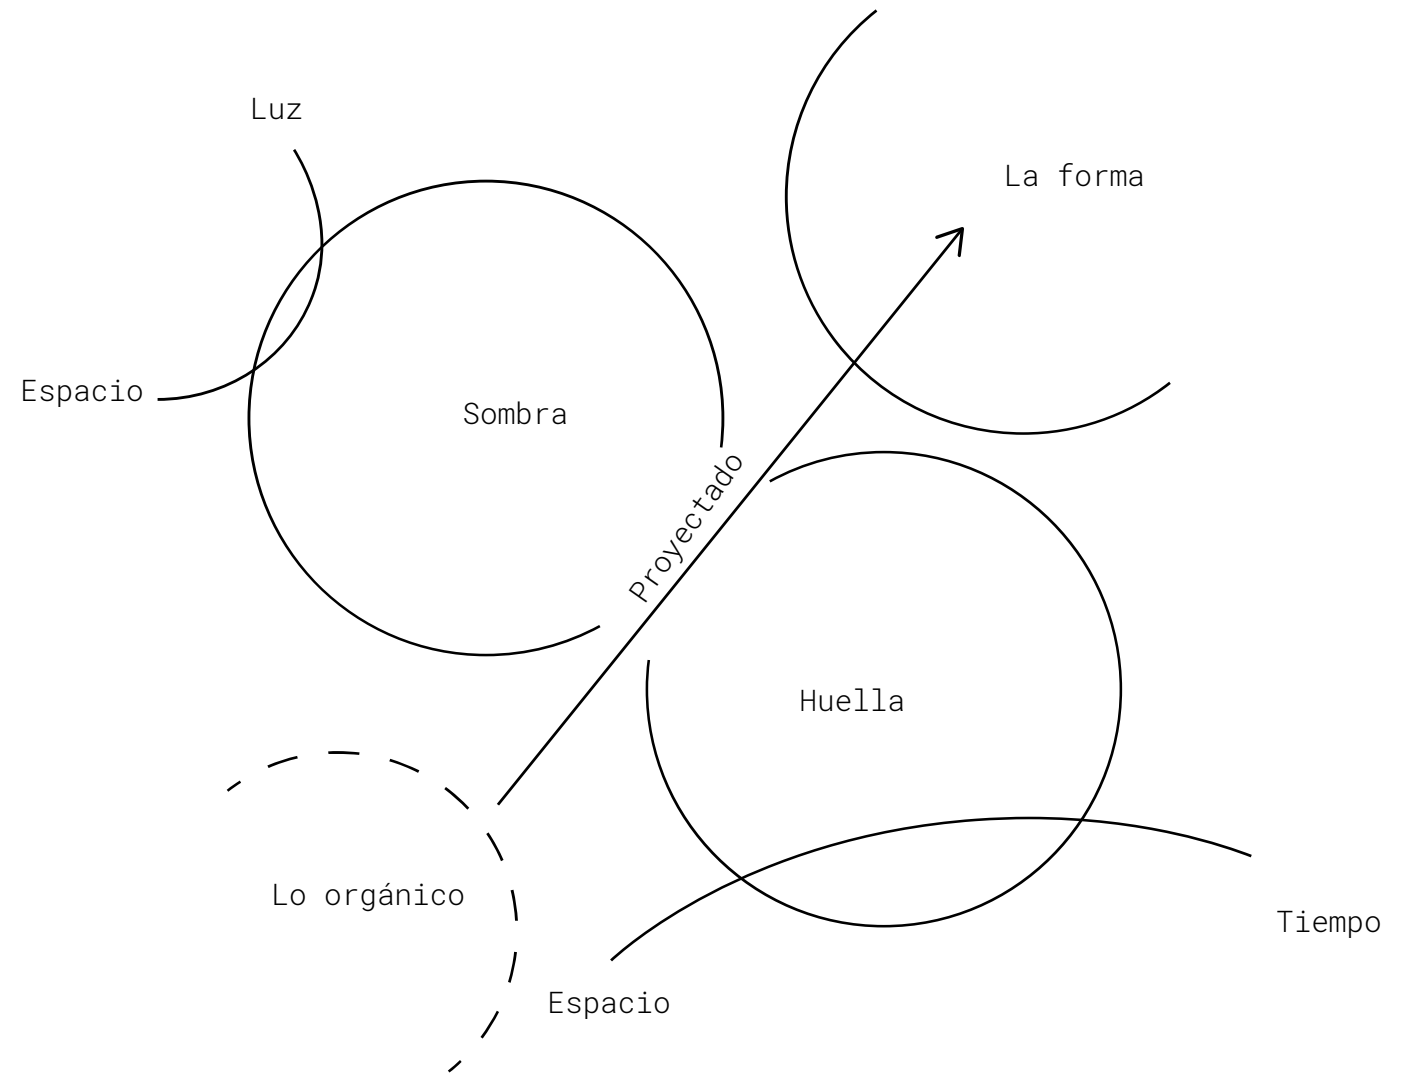 Luz
La forma
Espacio
Sombra
Proyectado
Huella
Lo orgánico
Tiempo
Espacio